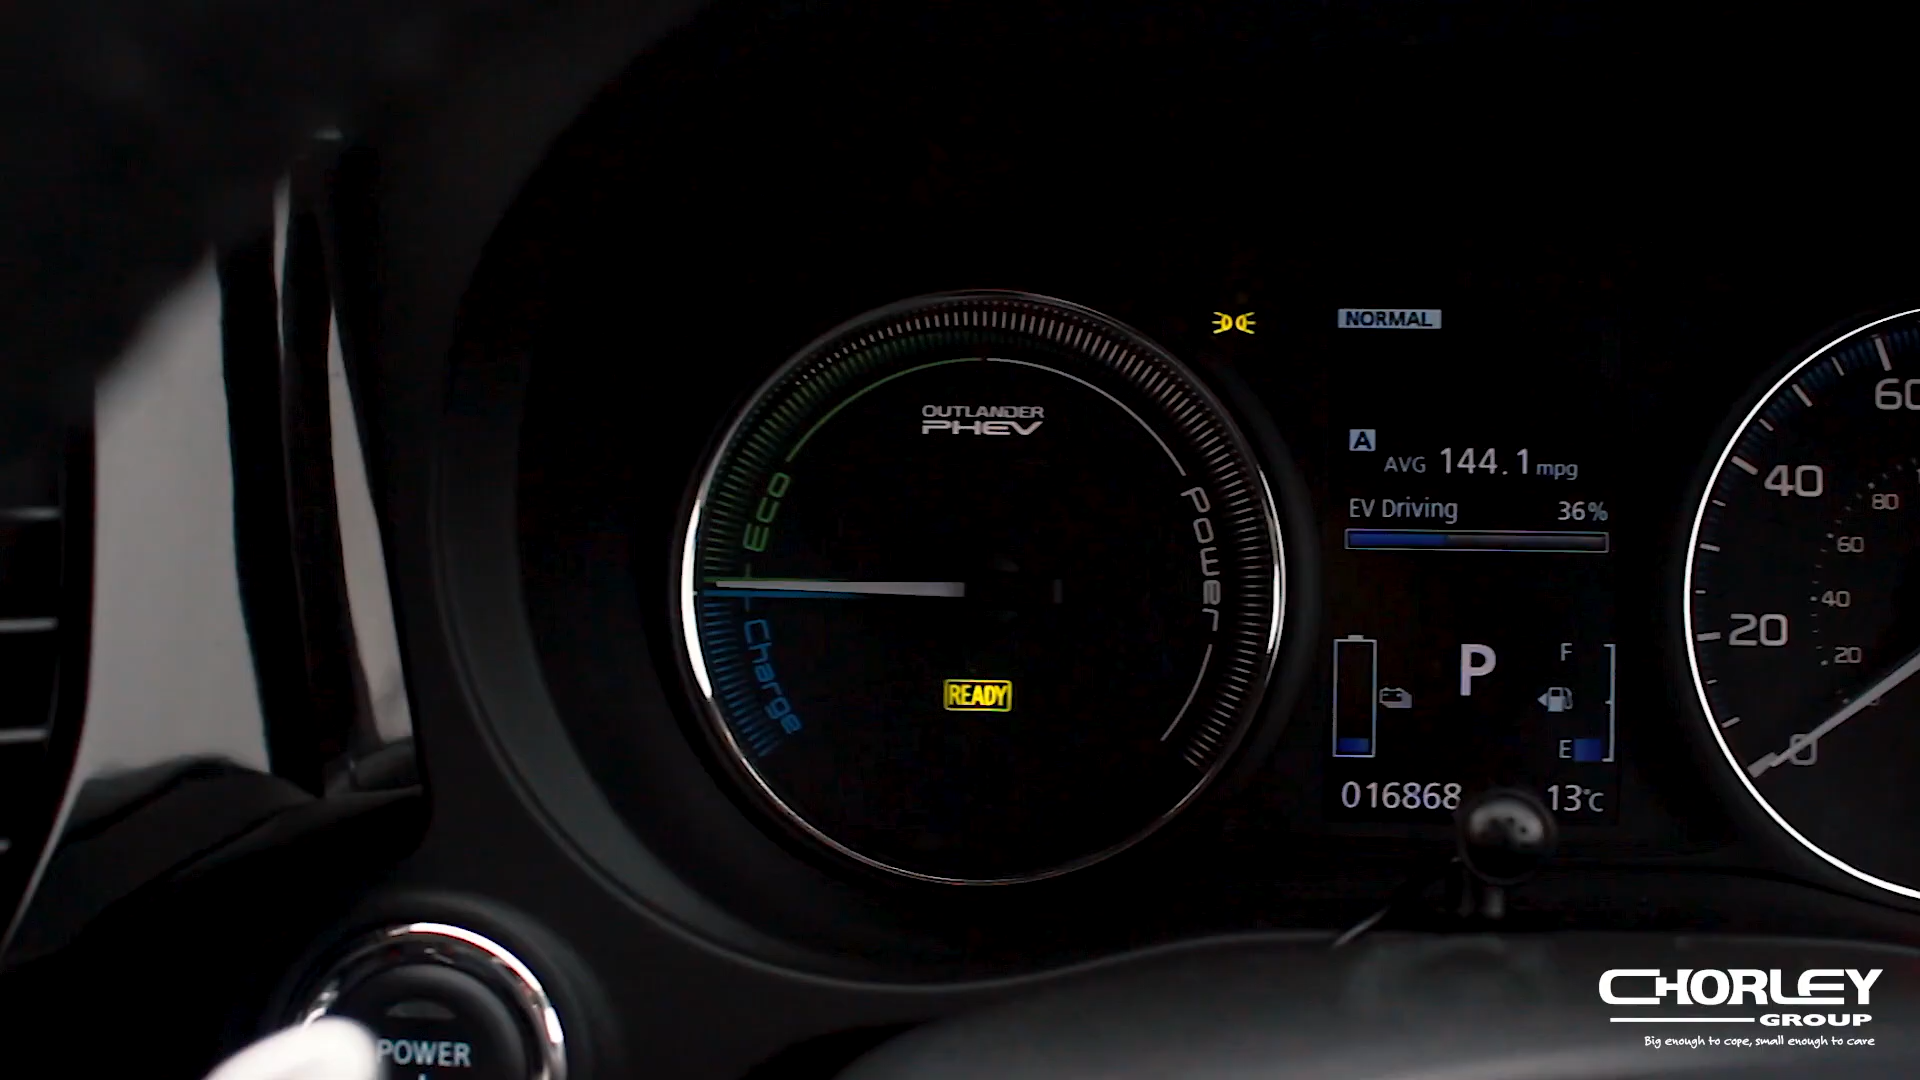 OUTLANDER
PHEV
Eco
Charge
Power
READY
NORMAL
A
AVG 144.1 mpg
EV Driving 36%
P
F
E
016868
13°C
60
40
20
0
80
60
40
20
POWER
CHORLEY
GROUP
Big enough to cope, small enough to care